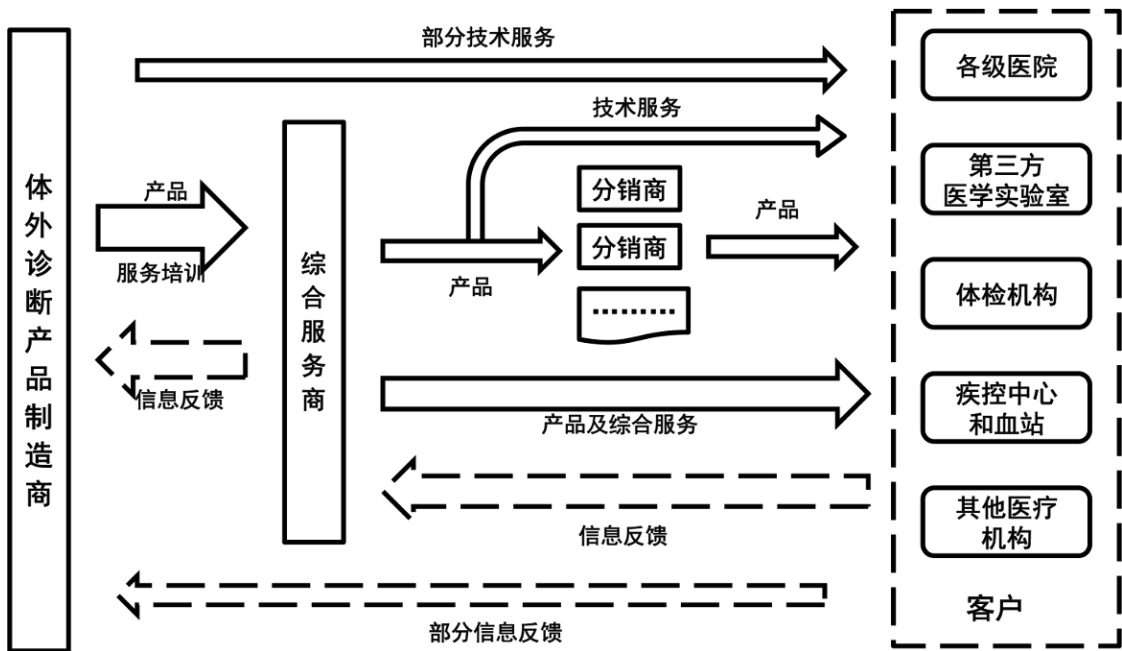 部分技术服务
各级医院
技术服务
第三方
医学实验室
体外诊断产品制造商
产品
服务培训
综合服务商
分销商
分销商
………
产品
产品
体检机构
信息反馈
产品及综合服务
疾控中心
和血站
信息反馈
其他医疗
机构
部分信息反馈
客户